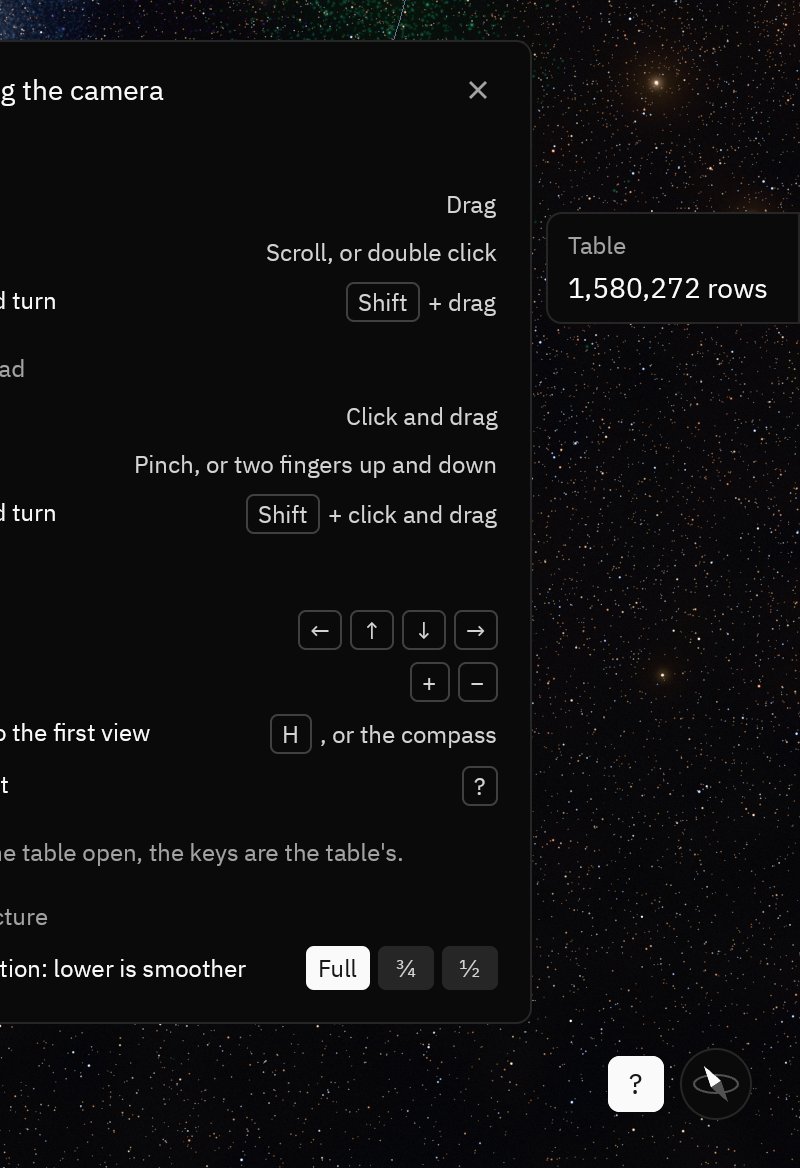 g the camera
Drag
Scroll, or double click
d turn Shift + drag
ad
Click and drag
Pinch, or two fingers up and down
d turn Shift + click and drag
← ↑ ↓ →
+ −
o the first view H , or the compass
t ?
e table open, the keys are the table's.
cture
tion: lower is smoother Full ¾ ½
Table
1,580,272 rows
?